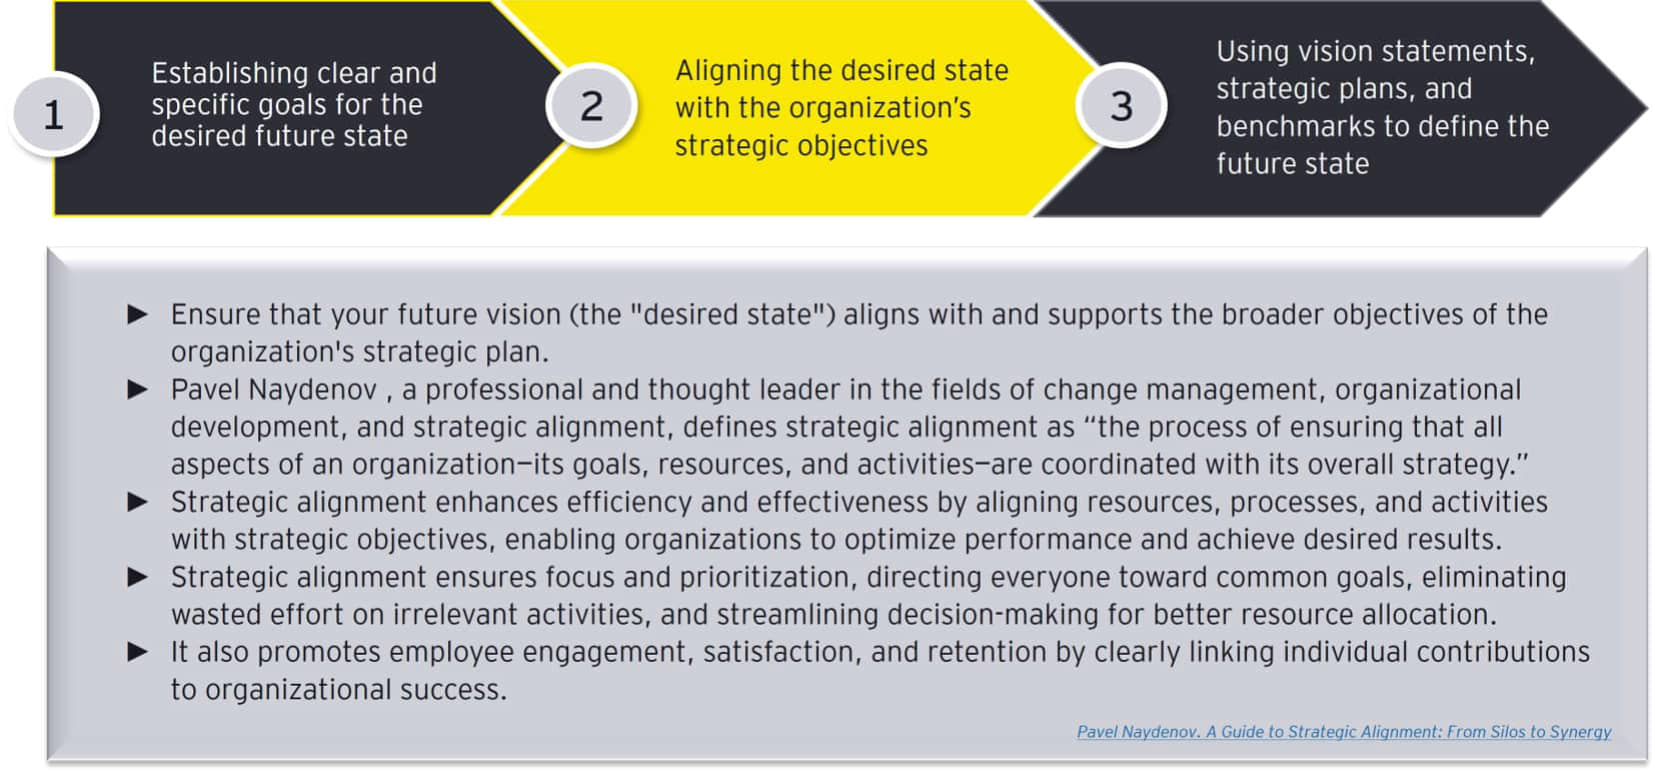 1
Establishing clear and
specific goals for the
desired future state
2
Aligning the desired state
with the organization’s
strategic objectives
3
Using vision statements,
strategic plans, and
benchmarks to define the
future state
► Ensure that your future vision (the "desired state") aligns with and supports the broader objectives of the
organization's strategic plan.
► Pavel Naydenov , a professional and thought leader in the fields of change management, organizational
development, and strategic alignment, defines strategic alignment as “the process of ensuring that all
aspects of an organization—its goals, resources, and activities—are coordinated with its overall strategy.”
► Strategic alignment enhances efficiency and effectiveness by aligning resources, processes, and activities
with strategic objectives, enabling organizations to optimize performance and achieve desired results.
► Strategic alignment ensures focus and prioritization, directing everyone toward common goals, eliminating
wasted effort on irrelevant activities, and streamlining decision-making for better resource allocation.
► It also promotes employee engagement, satisfaction, and retention by clearly linking individual contributions
to organizational success.
Pavel Naydenov. A Guide to Strategic Alignment: From Silos to Synergy